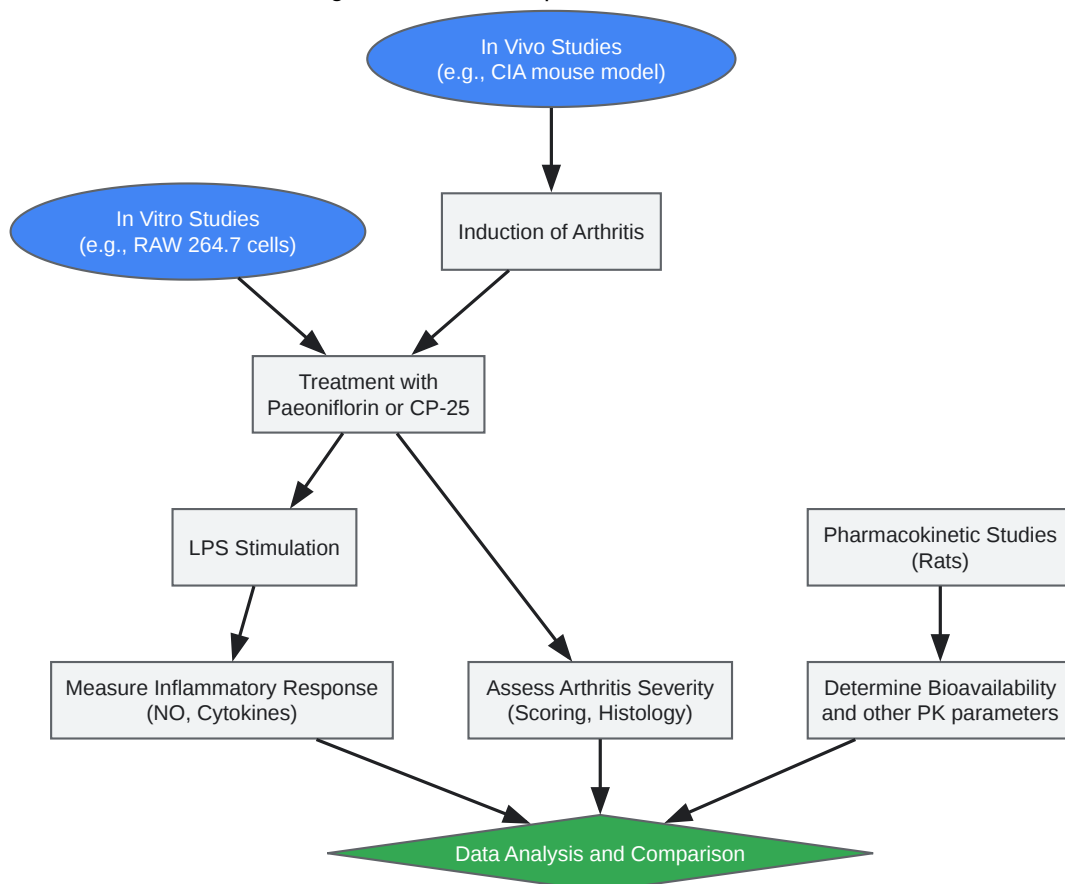 In Vivo Studies
(e.g., CIA mouse model)
In Vitro Studies
(e.g., RAW 264.7 cells)
Induction of Arthritis
Treatment with
Paeoniflorin or CP-25
LPS Stimulation
Pharmacokinetic Studies
(Rats)
Measure Inflammatory Response
(NO, Cytokines)
Assess Arthritis Severity
(Scoring, Histology)
Determine Bioavailability
and other PK parameters
Data Analysis and Comparison